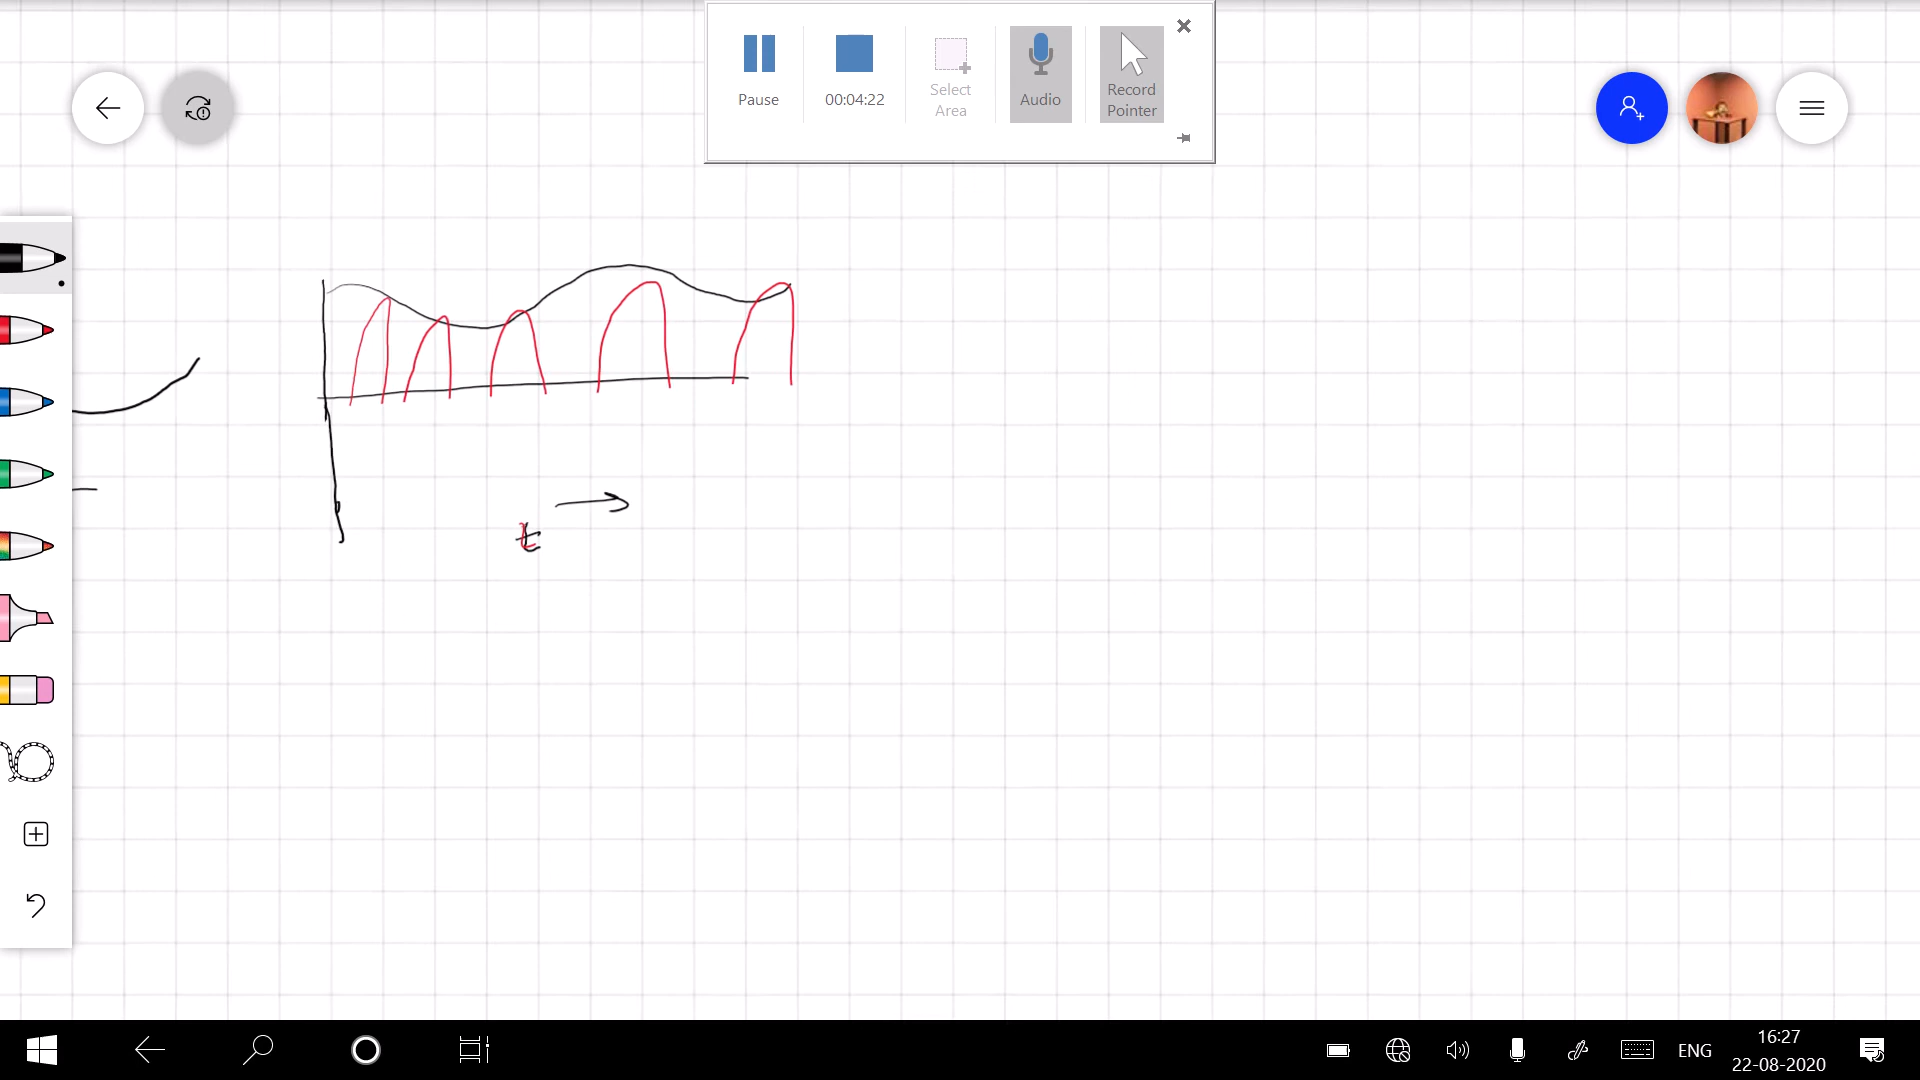 Pause
00:04:22
Select
Area
Audio
Record
Pointer
t
ENG
16:27
22-08-2020